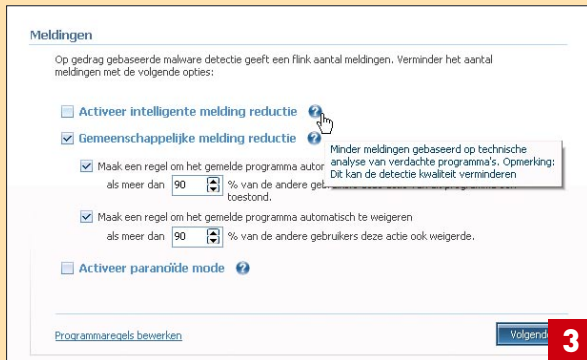 Meldingen
Op gedrag gebaseerde malware detectie geeft een flink aantal meldingen. Verminder het aantal
meldingen met de volgende opties:
Activeer intelligente melding reductie ?
Gemeenschappelijke melding reductie ?
Minder meldingen gebaseerd op technische
analyse van verdachte programma's. Opmerking:
Dit kan de detectie kwaliteit verminderen
Maak een regel om het gemelde programma
als meer dan 90 % van de andere
toestond.
Maak een regel om het gemelde programma automatisch te weigeren
als meer dan 90 % van de andere gebruikers deze actie ook weigerde.
Activeer paranoïde mode ?
Programmaregels bewerken
Volgend
3